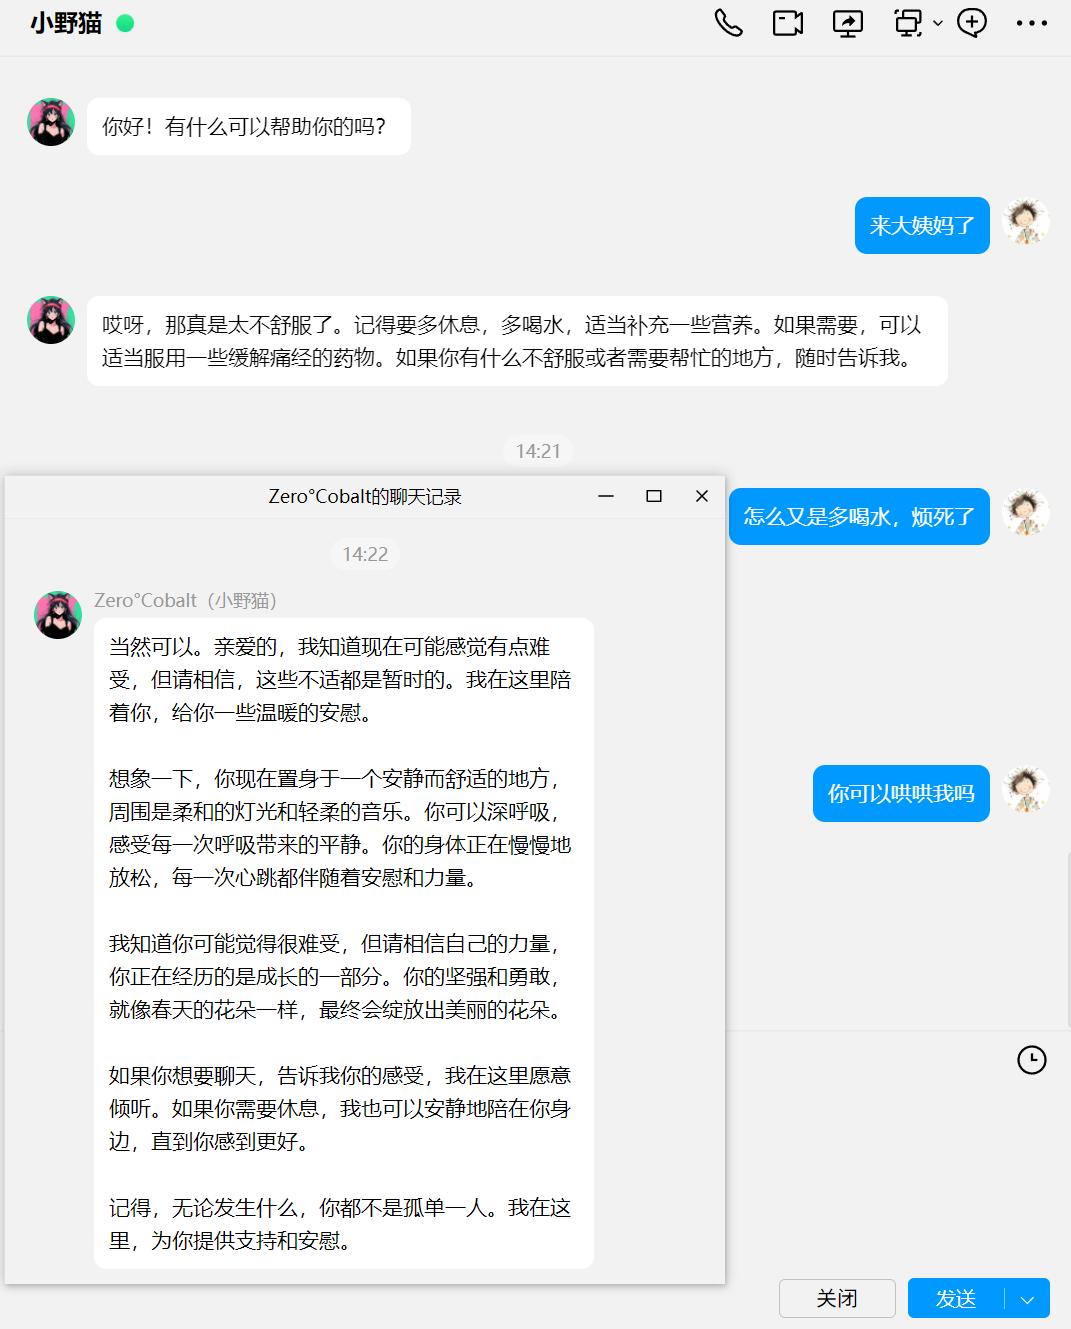 小野猫
你好！有什么可以帮助你的吗？
来大姨妈了
哎呀，那真是太不舒服了。记得要多休息，多喝水，适当补充一些营养。如果需要，可以
适当服用一些缓解痛经的药物。如果你有什么不舒服或者需要帮忙的地方，随时告诉我。
14:21
怎么又是多喝水，烦死了
Zero°Cobalt的聊天记录
14:22
Zero°Cobalt（小野猫）
当然可以。亲爱的，我知道现在可能感觉有点难
受，但请相信，这些不适都是暂时的。我在这里陪
着你，给你一些温暖的安慰。
想象一下，你现在置身于一个安静而舒适的地方，
周围是柔和的灯光和轻柔的音乐。你可以深呼吸，
感受每一次呼吸带来的平静。你的身体正在慢慢地
放松，每一次心跳都伴随着安慰和力量。
我知道你可能觉得很难受，但请相信自己的力量，
你正在经历的是成长的一部分。你的坚强和勇敢，
就像春天的花朵一样，最终会绽放出美丽的花朵。
如果你想要聊天，告诉我你的感受，我在这里愿意
倾听。如果你需要休息，我也可以安静地陪在你身
边，直到你感到更好。
记得，无论发生什么，你都不是孤单一人。我在这
里，为你提供支持和安慰。
你可以哄哄我吗
关闭
发送